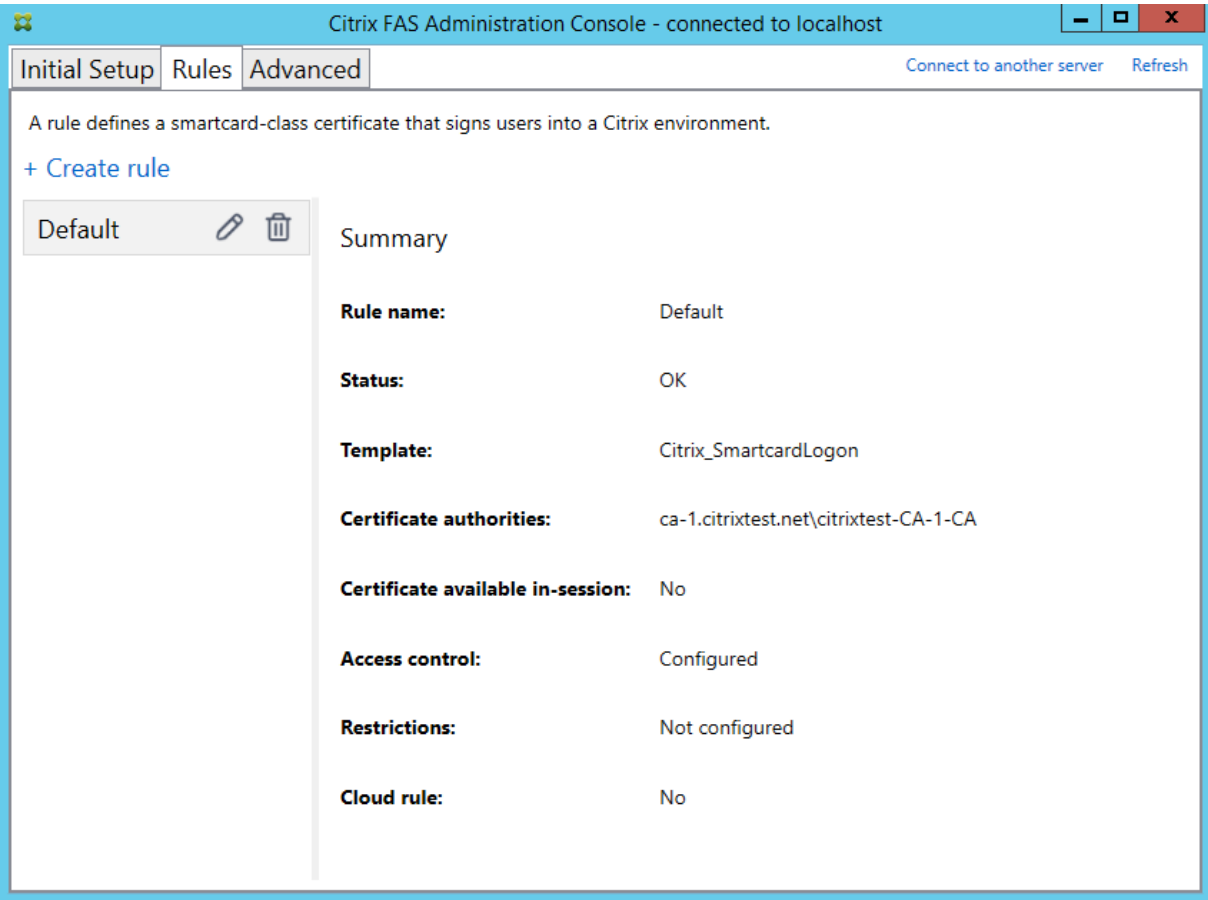 Citrix FAS Administration Console - connected to localhost
Initial Setup Rules Advanced Connect to another server Refresh
A rule defines a smartcard-class certificate that signs users into a Citrix environment.
+ Create rule
Default
Summary
Rule name: Default
Status: OK
Template: Citrix_SmartcardLogon
Certificate authorities: ca-1.citrixtest.net\citrixtest-CA-1-CA
Certificate available in-session: No
Access control: Configured
Restrictions: Not configured
Cloud rule: No